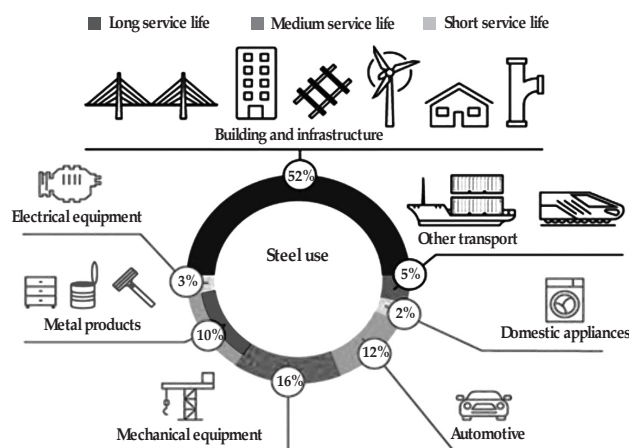 Long service life
Medium service life
Short service life
Building and infrastructure
52%
Electrical equipment
Other transport
Steel use
3%
5%
Metal products
2%
Domestic appliances
10%
12%
16%
Mechanical equipment
Automotive